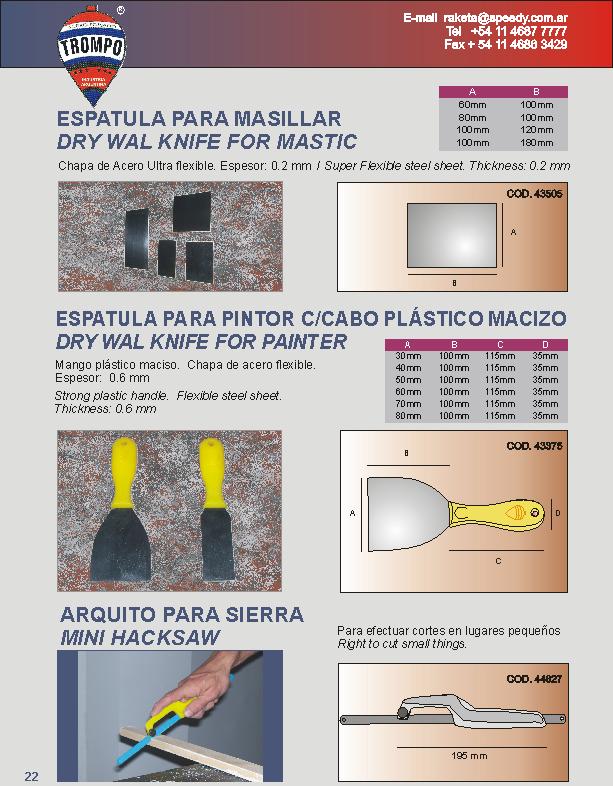 E-mail raketa@speedy.com.ar
Tel +54 11 4667 7777
Fax + 54 11 4686 3429
®
TROMPO
INDUSTRIA
ARGENTINA
ESPATULA PARA MASILLAR
DRY WAL KNIFE FOR MASTIC
A B
60mm 100mm
80mm 100mm
100mm 120mm
100mm 180mm
Chapa de Acero Ultra flexible. Espesor: 0.2 mm / Super Flexible steel sheet. Thickness: 0.2 mm
COD. 43505
A
B
ESPATULA PARA PINTOR C/CABO PLÁSTICO MACIZO
DRY WAL KNIFE FOR PAINTER
Mango plástico maciso. Chapa de acero flexible.
Espesor: 0.6 mm
Strong plastic handle. Flexible steel sheet.
Thickness: 0.6 mm
A B C D
30mm 100mm 115mm 35mm
40mm 100mm 115mm 35mm
50mm 100mm 115mm 35mm
60mm 100mm 115mm 35mm
70mm 100mm 115mm 35mm
80mm 100mm 115mm 35mm
COD. 43375
B
A
D
C
ARQUITO PARA SIERRA
MINI HACKSAW
Para efectuar cortes en lugares pequeños
Right to cut small things.
COD. 44627
195 mm
22